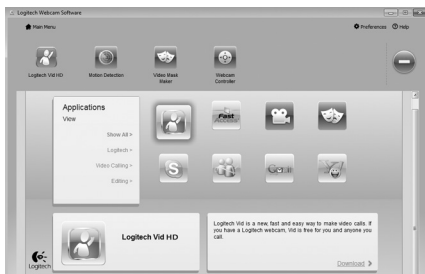 Logitech Webcam Software
Main Menu
Preferences
Help
Logitech Vid HD
Motion Detection
Video Mask
Maker
Webcam
Controller
Applications
View
Show All >
Logitech >
Video Calling >
Editing >
Fast
Access
S
Logitech Vid HD
Logitech Vid is a new, fast and easy way to make video calls. If
you have a Logitech webcam, Vid is free for you and anyone you
call.
Download >
Logitech